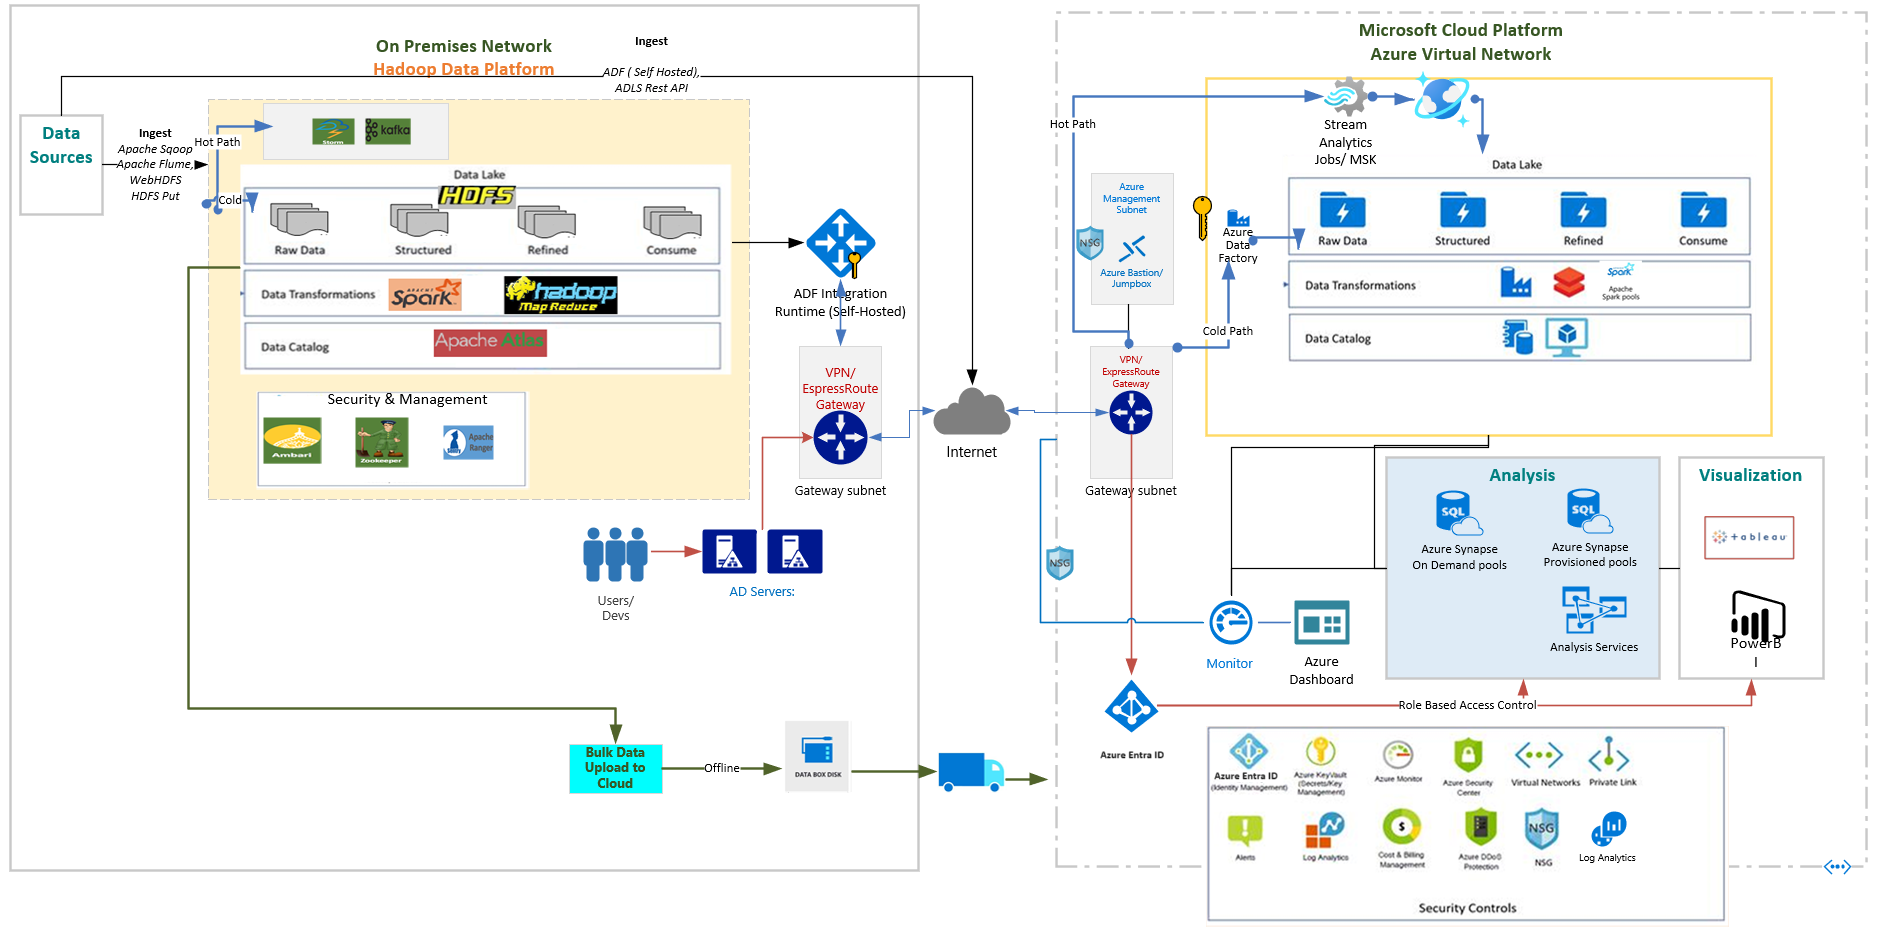 On Premises Network
Hadoop Data Platform
Ingest
ADF ( Self Hosted),
ADLS Rest API
Data
Sources
Ingest
Apache Sqoop
Apache Flume,
WebHDFS
HDFS Put
Hot Path
Cold
Storm
kafka
Data Lake
HDFS
Raw Data
Structured
Refined
Consume
Data Transformations
APACHE
Spark
hadoop
Map Reduce
Data Catalog
Apache Atlas
Security & Management
Ambari
Zookeeper
Apache
Ranger
ADF Integration
Runtime (Self-Hosted)
VPN/
EspressRoute
Gateway
Gateway subnet
Internet
Users/
Devs
AD Servers:
Bulk Data
Upload to
Cloud
Offline
DATA BOX DISK
Microsoft Cloud Platform
Azure Virtual Network
Hot Path
Stream
Analytics
Jobs/ MSK
Azure
Management
Subnet
NSG
Azure Bastion/
Jumpbox
Azure
Data
Factory
Cold Path
VPN/
ExpressRoute
Gateway
Gateway subnet
Data Lake
Raw Data
Structured
Refined
Consume
Data Transformations
Spark
Apache
Spark pools
Data Catalog
NSG
Monitor
Azure
Dashboard
Analysis
SQL
Azure Synapse
On Demand pools
SQL
Azure Synapse
Provisioned pools
Analysis Services
Visualization
+ableau
PowerB
I
Role Based Access Control
Azure Entra ID
Azure Entra ID
(Identity Management)
Azure KeyVault
(Secrets/Key
Management)
Azure Monitor
Azure Security
Center
Virtual Networks
Private Link
Alerts
Log Analytics
Cost & Billing
Management
Azure DDoS
Protection
NSG
NSG
Log Analytics
Security Controls